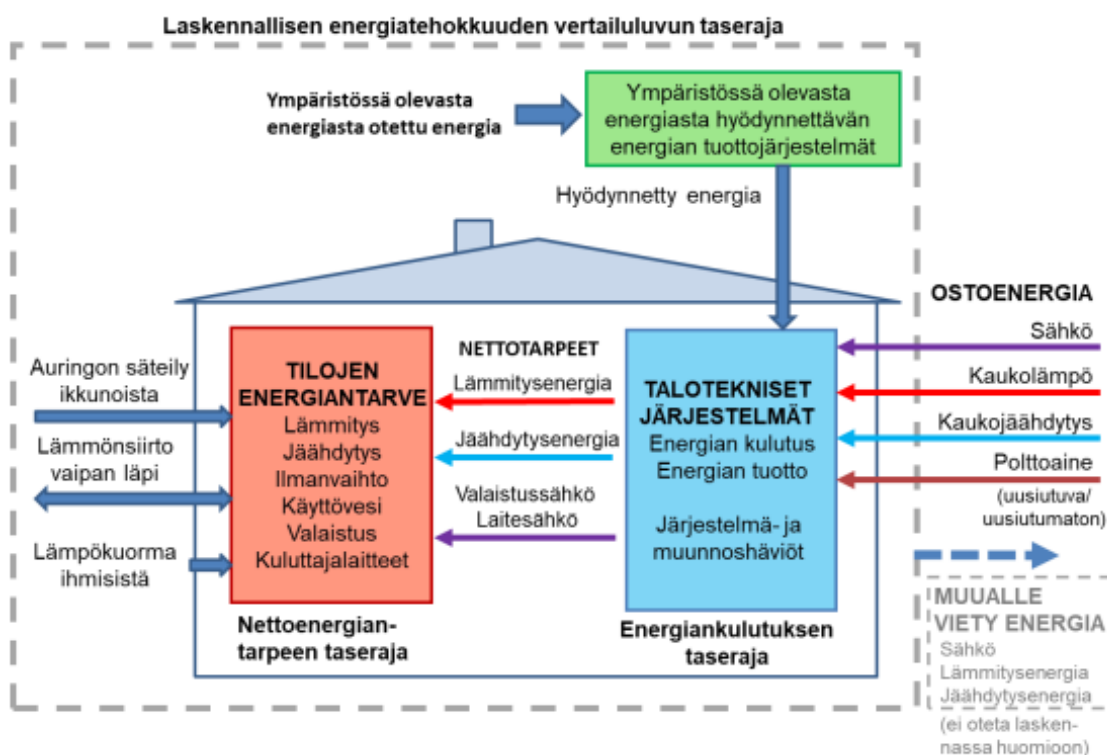 Laskennallisen energiatehokkuuden vertailuluvun taseraja
Ympäristössä olevasta
energiasta otettu energia
Ympäristössä olevasta
energiasta hyödynnettävän
energian tuottojärjestelmät
Hyödynnetty energia
OSTOENERGIA
Sähkö
Kaukolämpö
Kaukojäähdytys
Polttoaine
(uusiutuva/
uusiutumaton)
Auringon säteily
ikkunoista
Lämmönsiirto
vaipan läpi
Lämpökuorma
ihmisistä
TILOJEN
ENERGIANTARVE
Lämmitys
Jäähdytys
Ilmanvaihto
Käyttövesi
Valaistus
Kuluttajalaitteet
Nettoenergian-
tarpeen taseraja
NETTOTARPEET
Lämmitysenergia
Jäähdytysenergia
Valaistussähkö
Laitesähkö
TALOTEKNISET
JÄRJESTELMÄT
Energian kulutus
Energian tuotto
Järjestelmä- ja
muunnoshäviöt
Energiankulutuksen
taseraja
MUUALLE
VIETY ENERGIA
Sähkö
Lämmitysenergia
Jäähdytysenergia
(ei oteta lasken-
nassa huomioon)